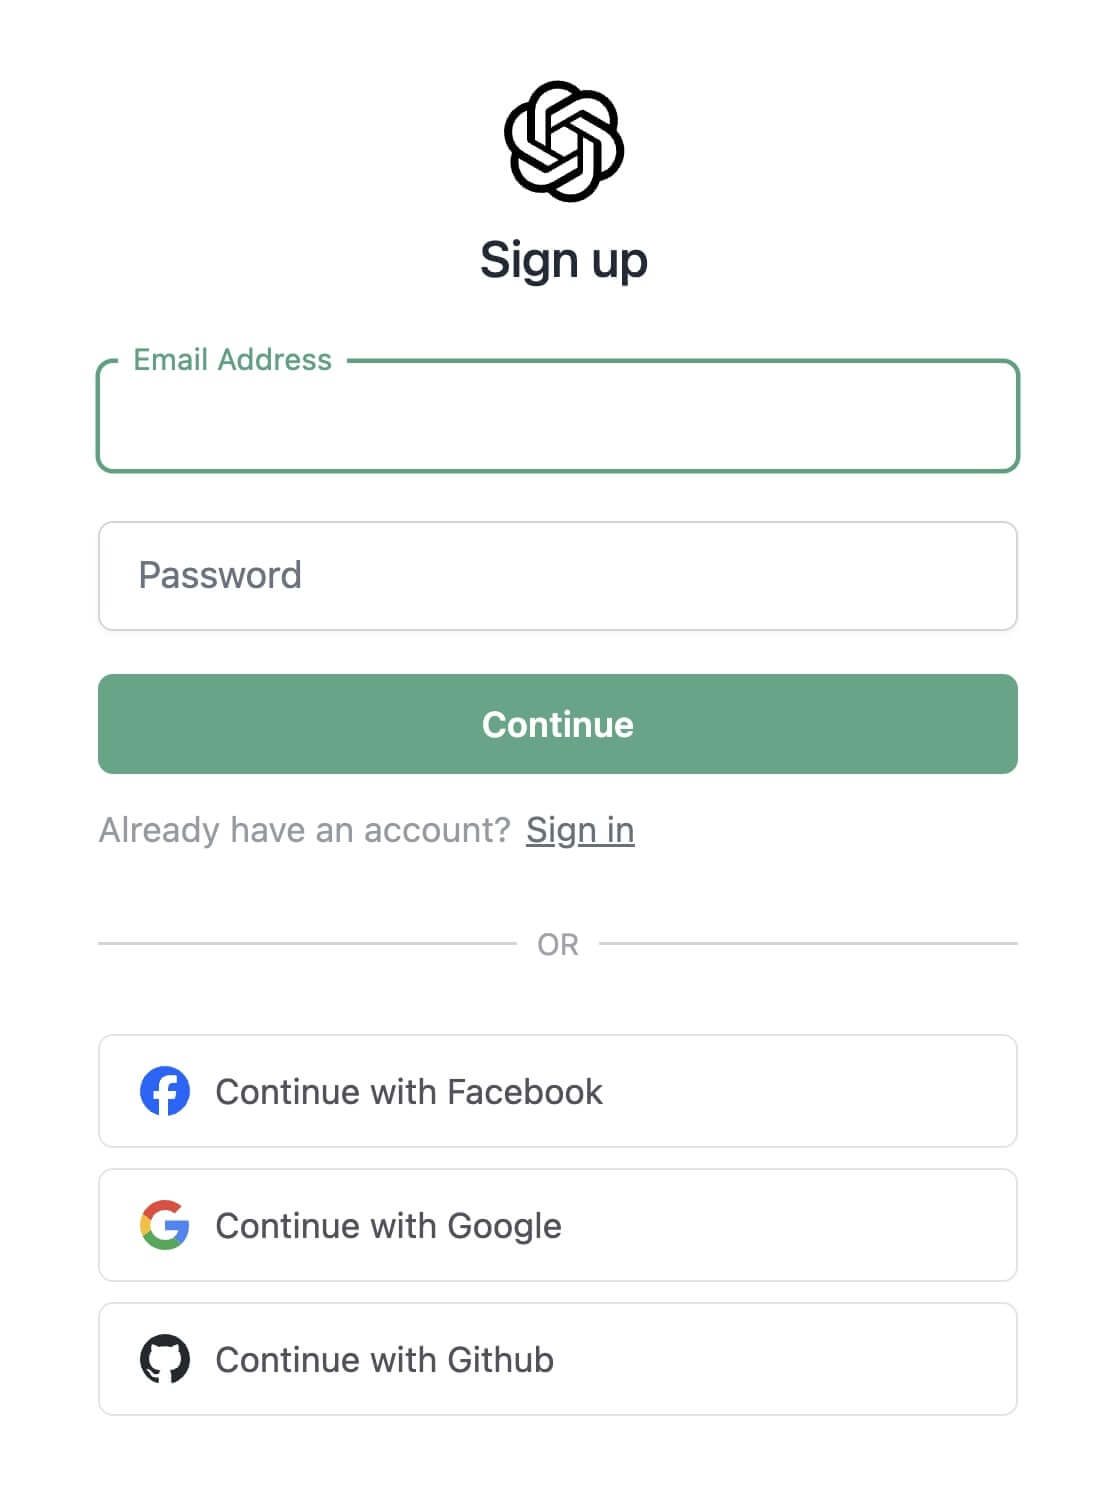 Sign up
Email Address
Password
Continue
Already have an account? Sign in
OR
Continue with Facebook
Continue with Google
Continue with Github